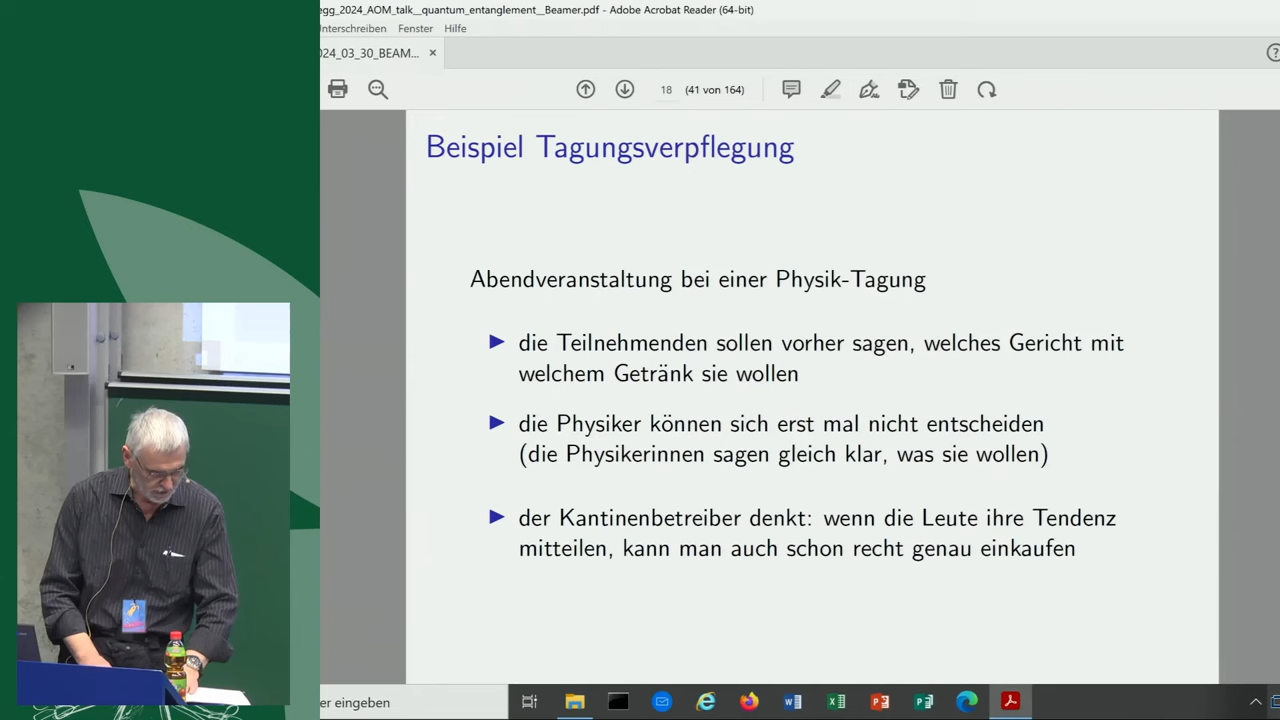 egg_2024_AOM_talk__quantum_entanglement__Beamer.pdf - Adobe Acrobat Reader (64-bit)
Unterschreiben Fenster Hilfe
024_03_30_BEAM... ×
18 (41 von 164)
Beispiel Tagungsverpflegung
Abendveranstaltung bei einer Physik-Tagung
▶ die Teilnehmenden sollen vorher sagen, welches Gericht mit
welchem Getränk sie wollen
▶ die Physiker können sich erst mal nicht entscheiden
(die Physikerinnen sagen gleich klar, was sie wollen)
▶ der Kantinenbetreiber denkt: wenn die Leute ihre Tendenz
mitteilen, kann man auch schon recht genau einkaufen
er eingeben